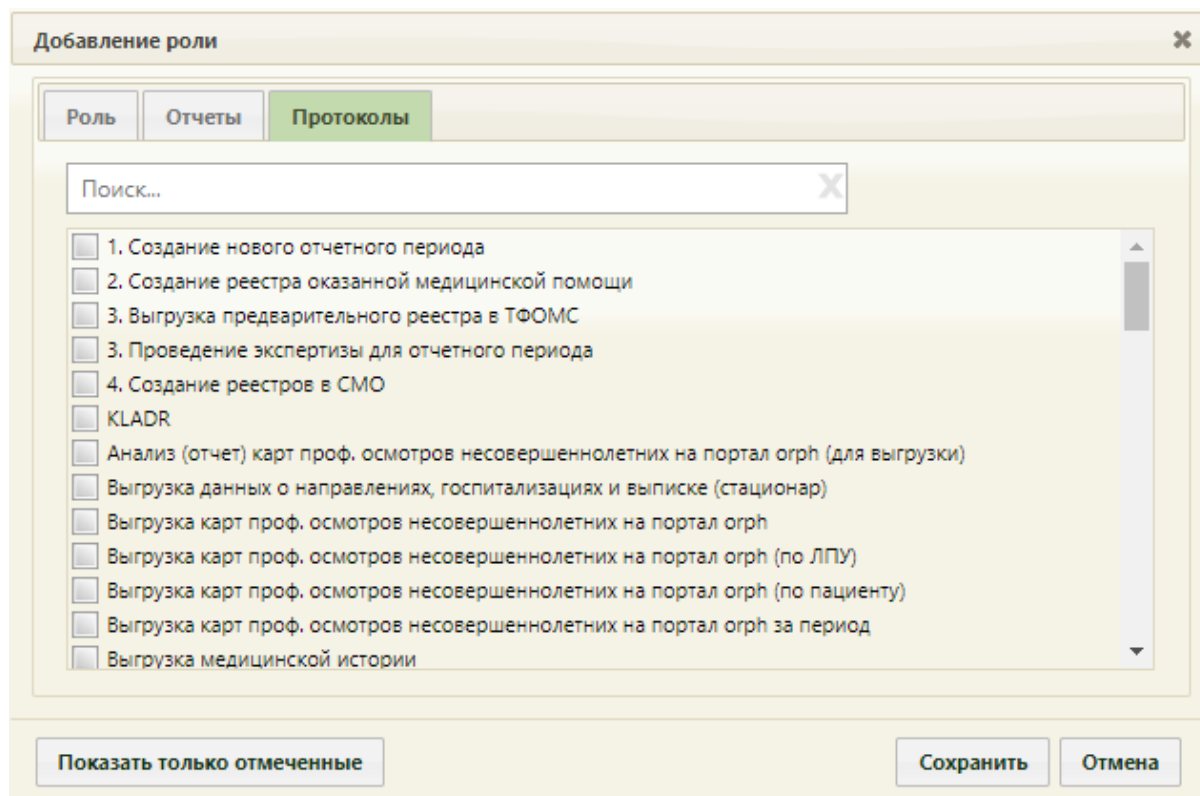 Добавление роли
Роль Отчеты Протоколы
Поиск...
1. Создание нового отчетного периода
2. Создание реестра оказанной медицинской помощи
3. Выгрузка предварительного реестра в ТФОМС
3. Проведение экспертизы для отчетного периода
4. Создание реестров в СМО
KLADR
Анализ (отчет) карт проф. осмотров несовершеннолетних на портал orph (для выгрузки)
Выгрузка данных о направлениях, госпитализациях и выписке (стационар)
Выгрузка карт проф. осмотров несовершеннолетних на портал orph
Выгрузка карт проф. осмотров несовершеннолетних на портал orph (по ЛПУ)
Выгрузка карт проф. осмотров несовершеннолетних на портал orph (по пациенту)
Выгрузка карт проф. осмотров несовершеннолетних на портал orph за период
Выгрузка медицинской истории
Показать только отмеченные Сохранить Отмена